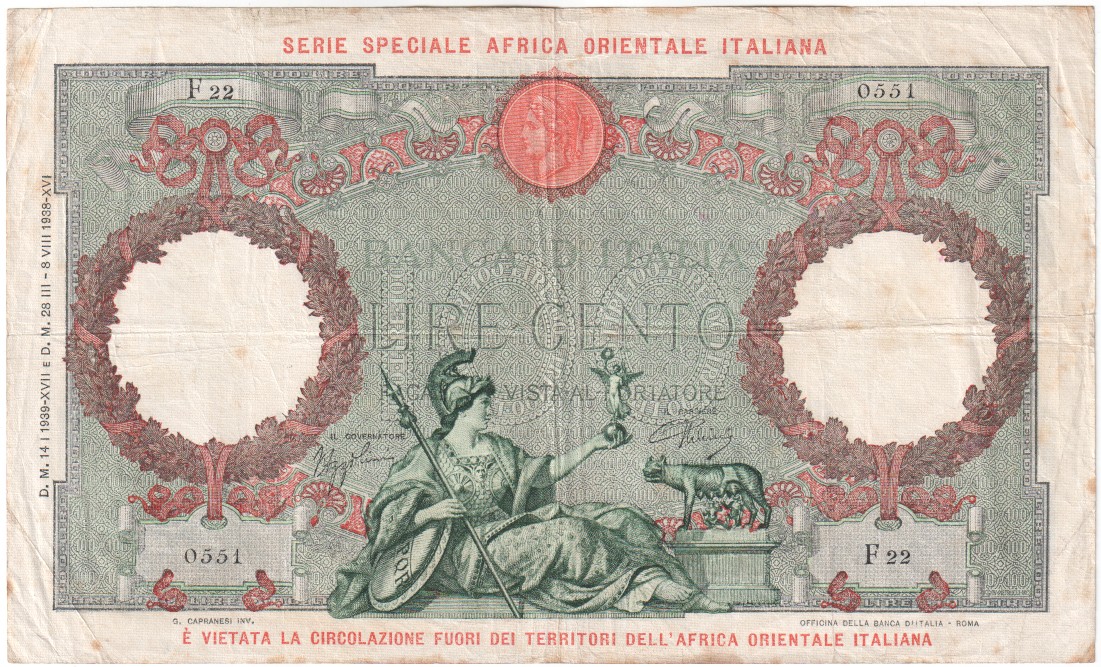 SERIE SPECIALE AFRICA ORIENTALE ITALIANA
F 22
0551
D. M. 14 I 1939-XVII E D. M. 28 III - 8 VIII 1938-XVI
BANCA D'ITALIA
LIRE CENTO
PAGABILI A VISTA AL PORTATORE
IL GOVERNATORE
IL CASSIERE
0551
F 22
G. CAPRANESI INV.
OFFICINA DELLA BANCA D'ITALIA - ROMA
È VIETATA LA CIRCOLAZIONE FUORI DEI TERRITORI DELL'AFRICA ORIENTALE ITALIANA